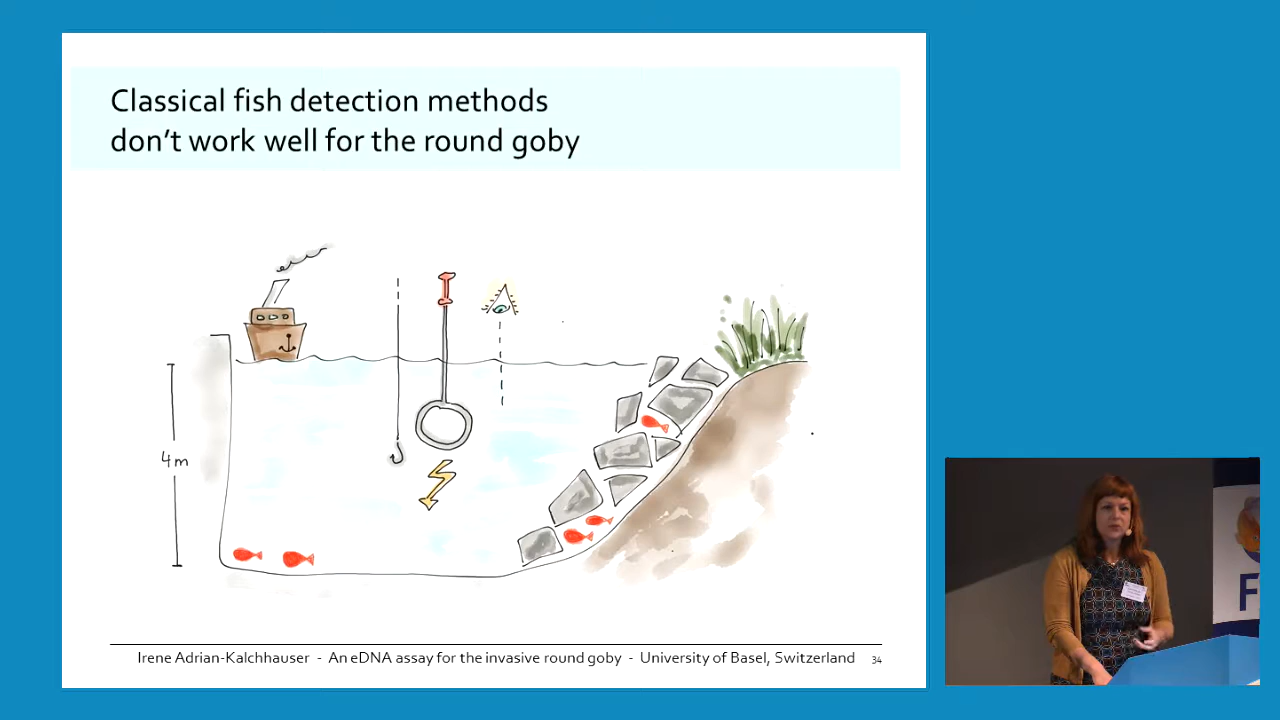 Classical fish detection methods
don't work well for the round goby
4m
Irene Adrian-Kalchhauser - An eDNA assay for the invasive round goby - University of Basel, Switzerland 34
F